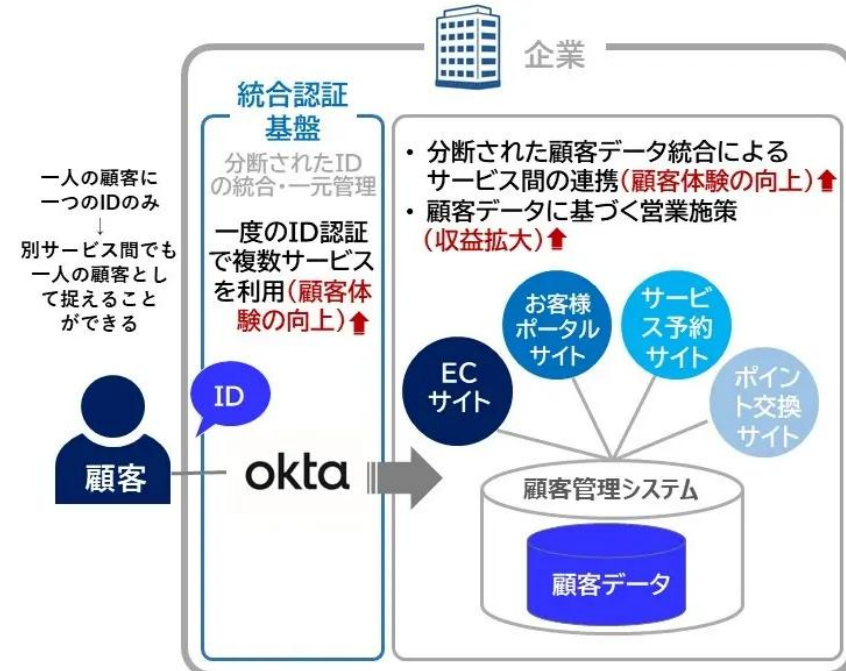 企業
統合認証
基盤
分断されたID
の統合・一元管理
一度のID認証
で複数サービス
を利用(顧客体
験の向上)⬆
・ 分断された顧客データ統合による
サービス間の連携(顧客体験の向上)⬆
・ 顧客データに基づく営業施策
(収益拡大)⬆
一人の顧客に
一つのIDのみ
↓
別サービス間でも
一人の顧客とし
て捉えること
ができる
ID
顧客
okta
EC
サイト
お客様
ポータル
サイト
サービ
ス予約
サイト
ポイン
ト交換
サイト
顧客管理システム
顧客データ